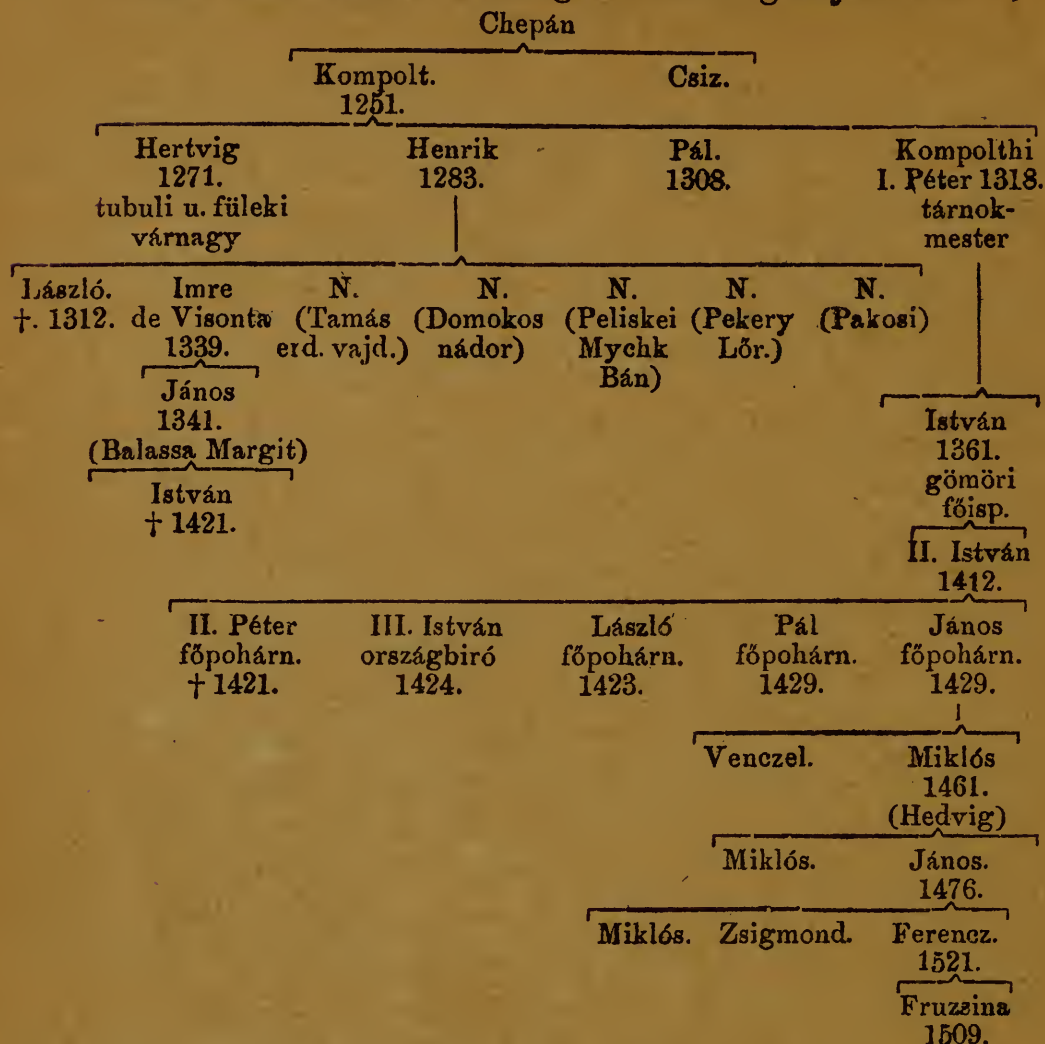 Chepán
Kompolt. Csiz.
1251.
Hertvig Henrik Pál. Kompolthi
1271. 1283. 1308. I. Péter 1318.
tubuli u. füleki tárnok-
várnagy mester
László. Imre N. N. N. N. N.
†. 1312. de Visonta (Tamás (Domokos (Peliskei (Pekery (Pakosi)
1339. erd. vajd.) nádor) Mychk Lőr.)
János Bán)
1341. István
(Balassa Margit) 1361.
István gömöri
† 1421. főisp.
II. István
1412.
II. Péter III. István László Pál János
főpohárn. országbiró főpohárn. főpohárn. főpohárn.
† 1421. 1424. 1423. 1429. 1429.
Venczel. Miklós
1461.
(Hedvig)
Miklós. János.
1476.
Miklós. Zsigmond. Ferencz.
1521.
Fruzsina
1509.